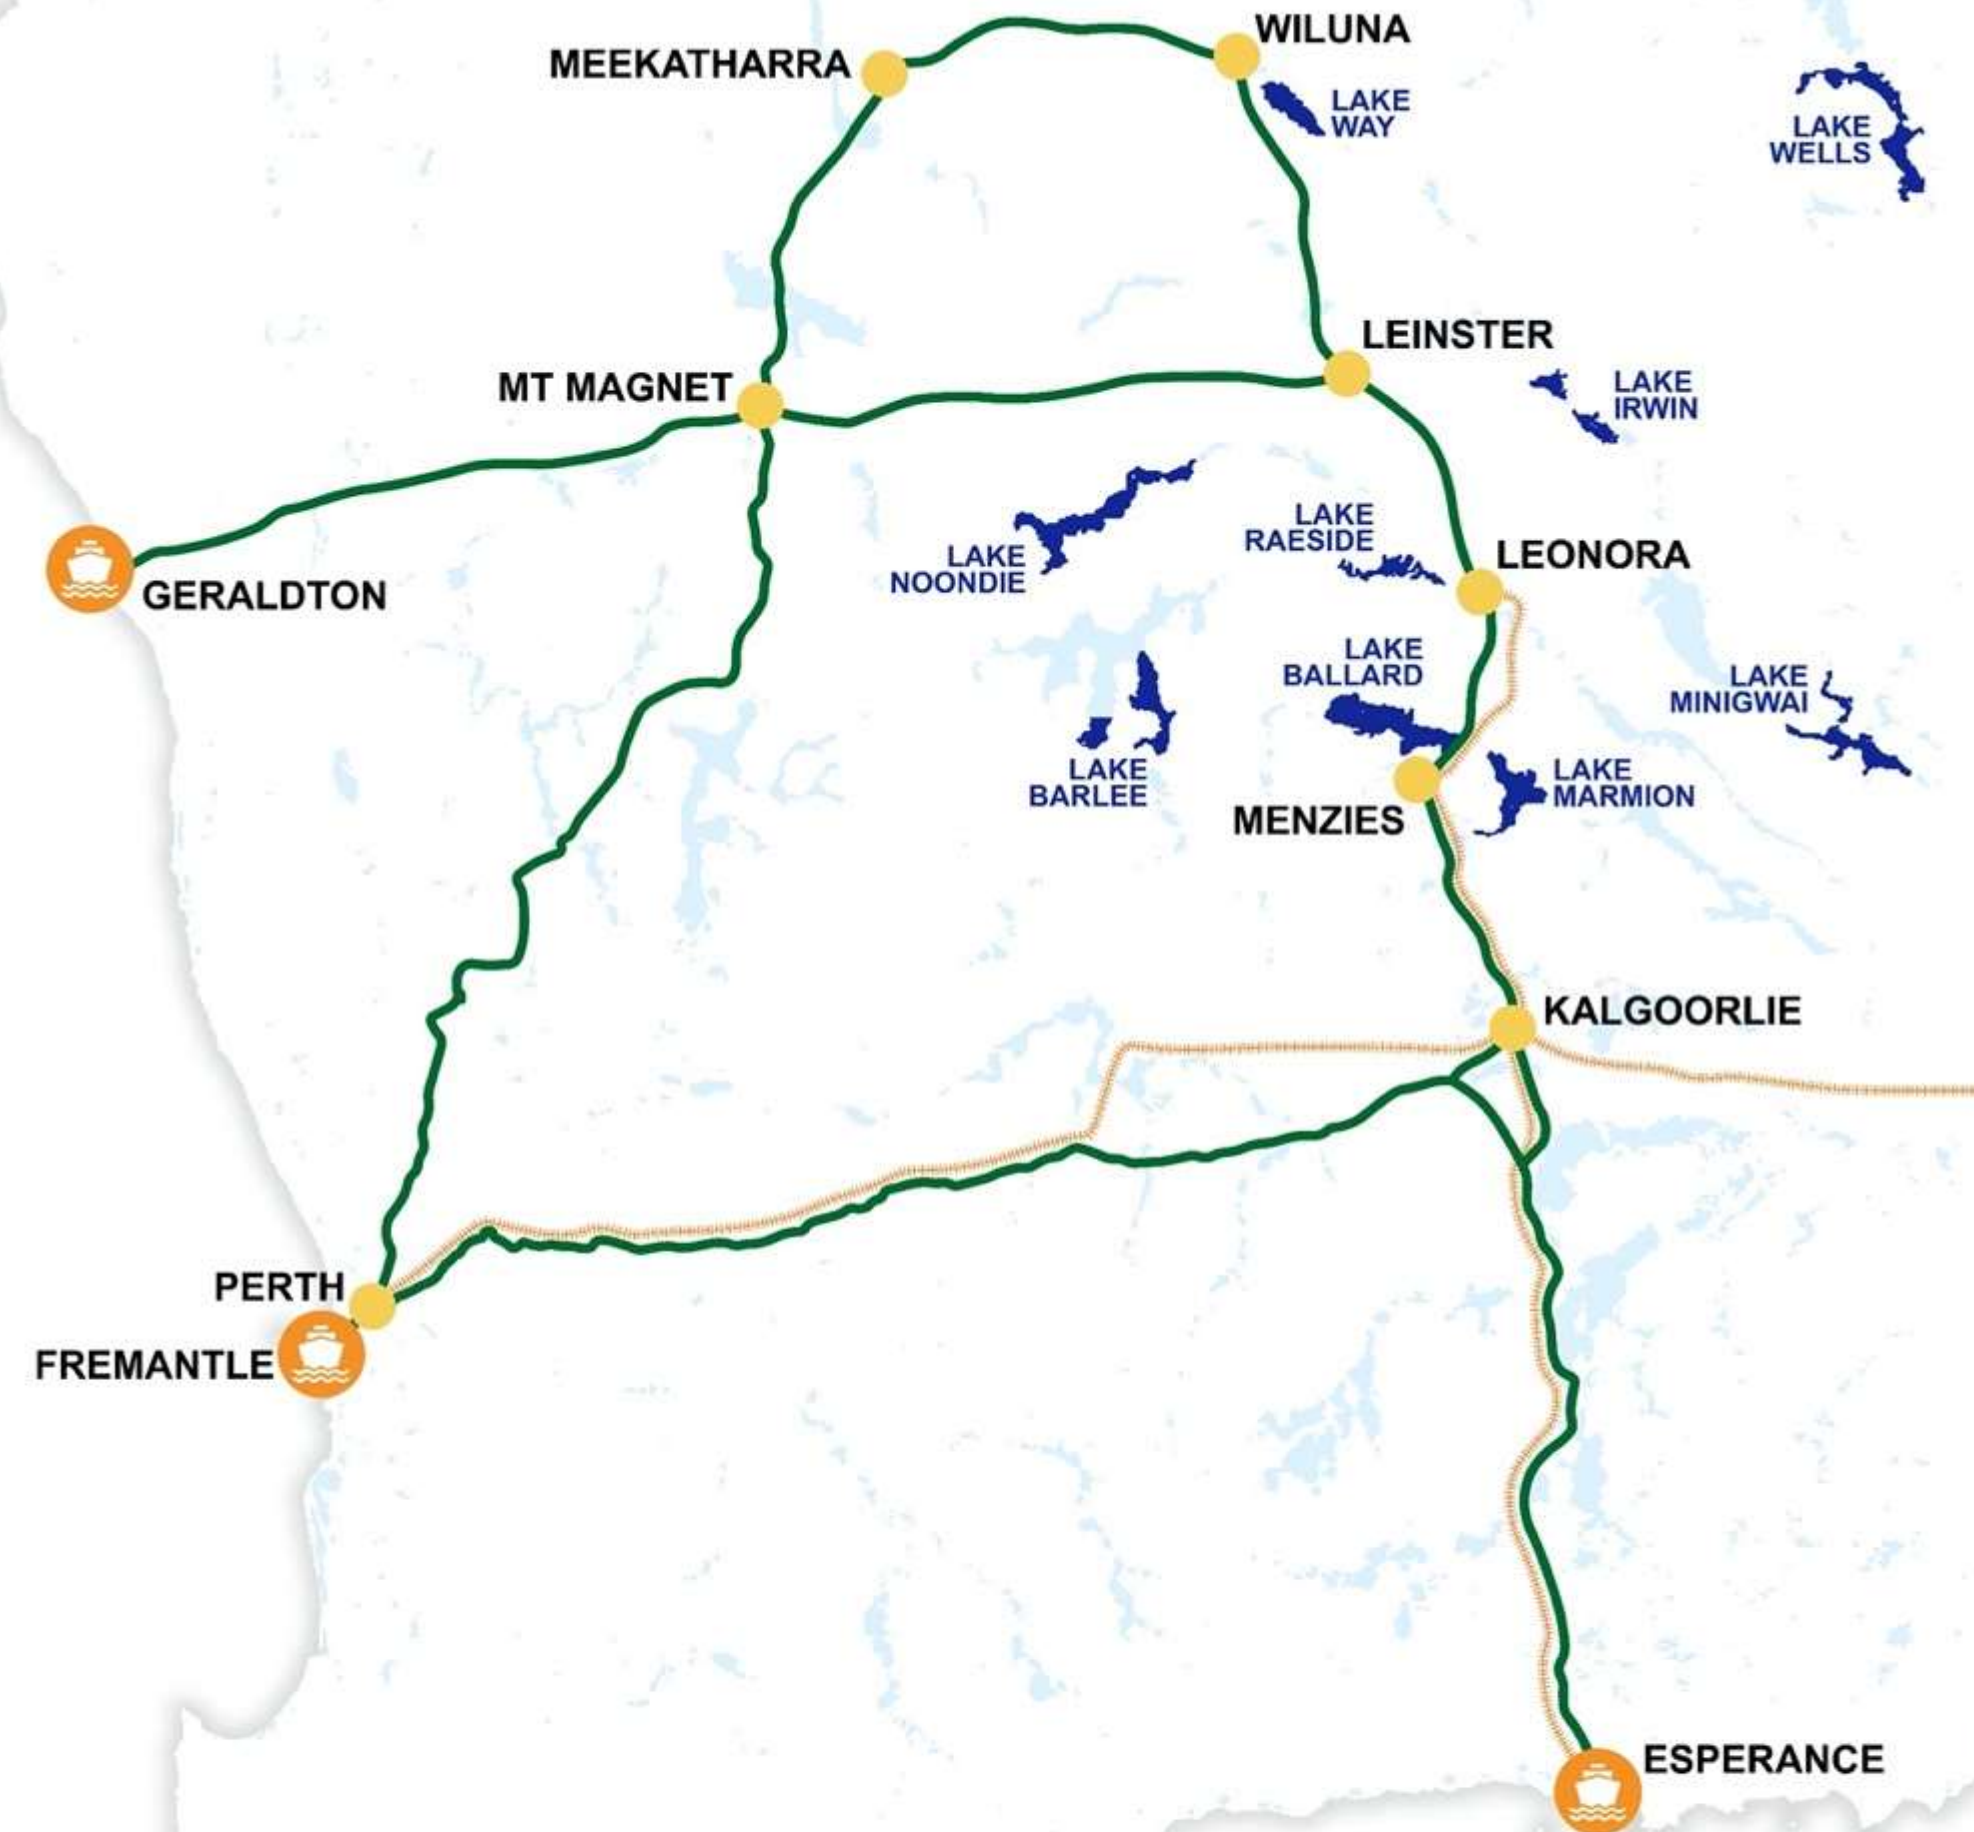 WILUNA
MEEKATHARRA
LAKE
WAY
LAKE
WELLS
LEINSTER
MT MAGNET
LAKE
IRWIN
LAKE
RAESIDE
LAKE
NOONDIE
LEONORA
GERALDTON
LAKE
BALLARD
LAKE
MINIGWAI
LAKE
BARLEE
LAKE
MARMION
MENZIES
KALGOORLIE
PERTH
FREMANTLE
ESPERANCE